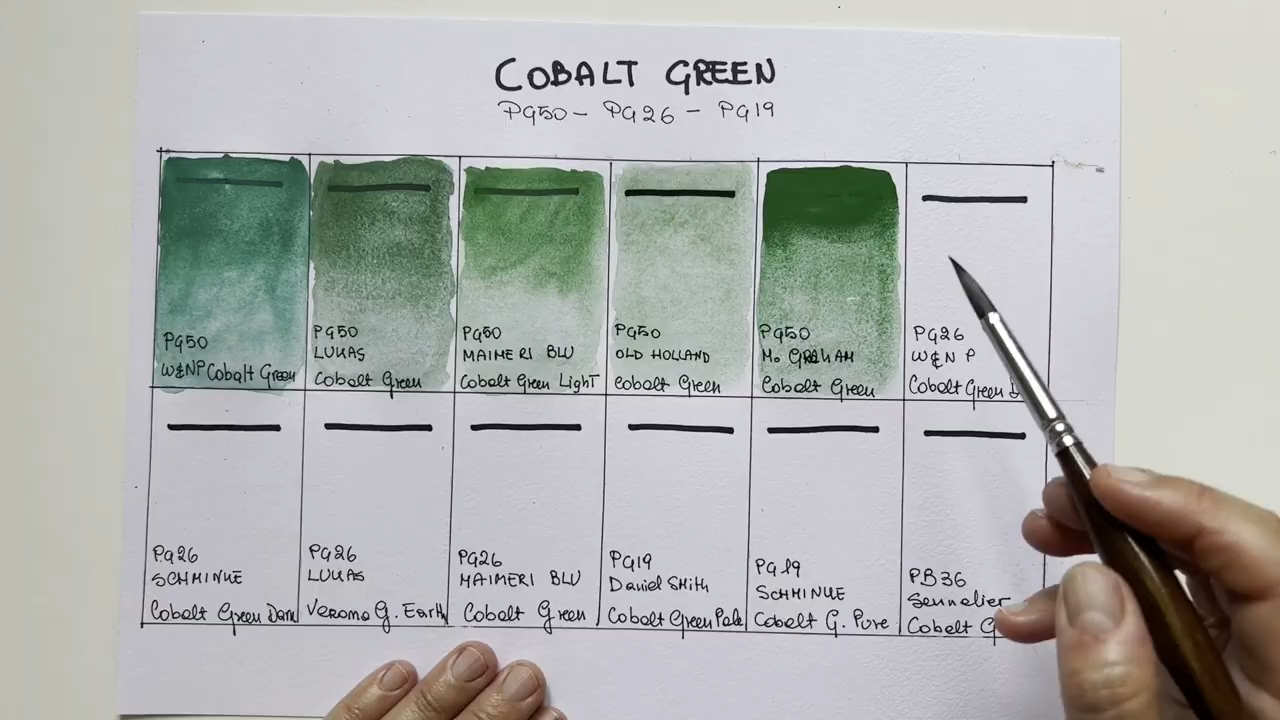 COBALT GREEN
PG50 - PG26 - PG19
PG50
W&NP Cobalt Green
PG50
LUKAS
Cobalt Green
PG50
MAIMERI BLU
Cobalt Green Light
PG50
OLD HOLLAND
Cobalt Green
PG50
M. GRAHAM
Cobalt Green
PG26
W&N P
Cobalt Green
PG26
SCHMINKE
Cobalt Green Dark
PG26
LUKAS
Verona G. Earth
PG26
MAIMERI BLU
Cobalt Green
PG19
Daniel Smith
Cobalt Green Pale
PG19
SCHMINKE
Cobalt G. Pure
PB36
Sennelier
Cobalt G